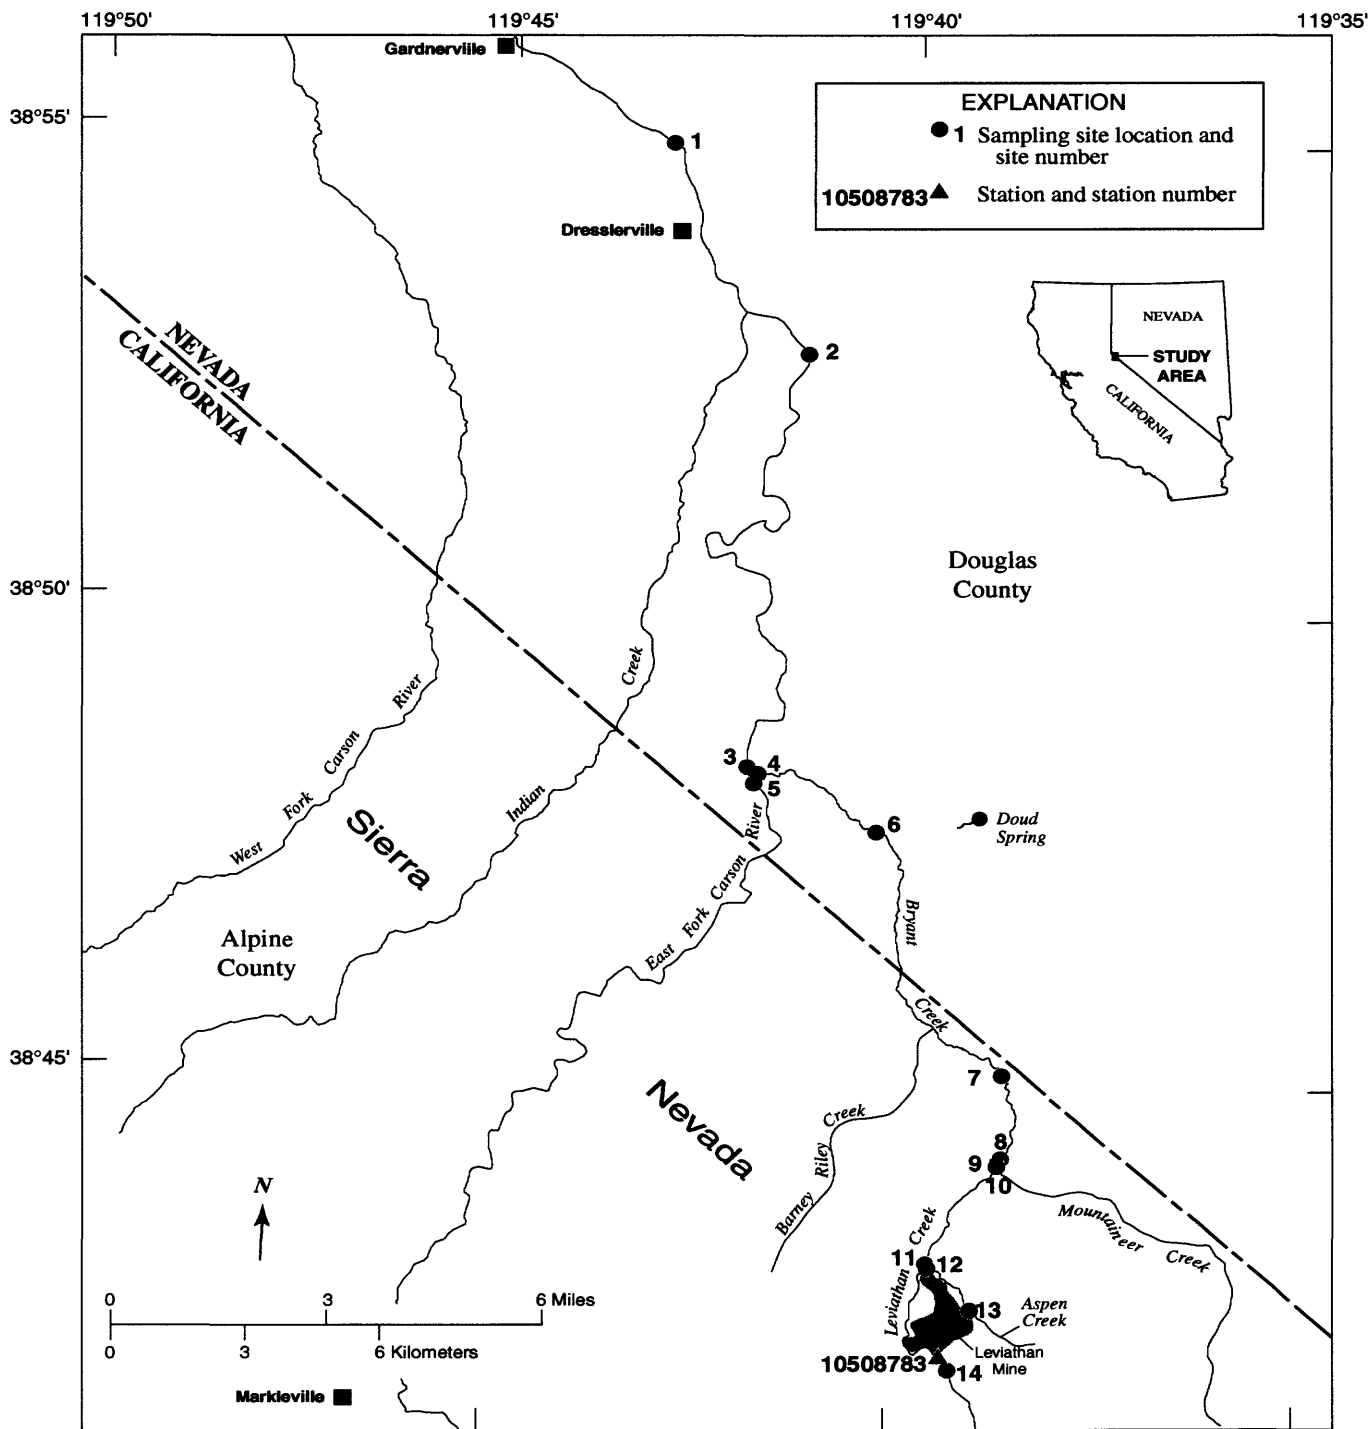 119°50'
119°45'
119°40'
119°35'
Gardnerville
38°55'
1
EXPLANATION
1 Sampling site location and
site number
10508783 Station and station number
Dresslerville
NEVADA
CALIFORNIA
2
NEVADA
STUDY
AREA
CALIFORNIA
Douglas
County
38°50'
Creek
River
Carson
Fork
West
Indian
Sierra
3
4
5
River
Carson
Fork
East
6
Doud
Spring
Bryant
Creek
Alpine
County
38°45'
7
Nevada
Creek
Riley
Barney
8
9
10
Mountaineer
Creek
N
Creek
Leviathan
11
12
13
Aspen
Creek
Leviathan
Mine
10508783
14
0 3 6 Miles
0 3 6 Kilometers
Markleville